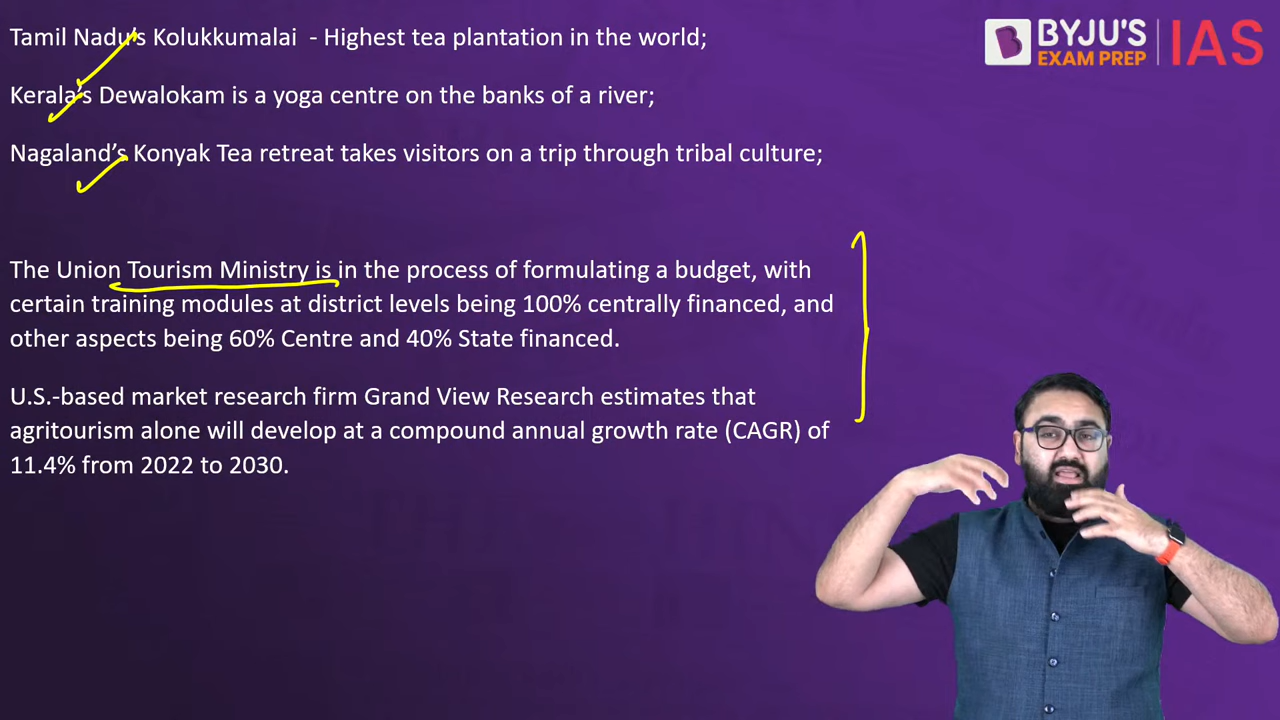 Tamil Nadu's Kolukkumalai - Highest tea plantation in the world;
BYJU'S
EXAM PREP
IAS
Kerala's Dewalokam is a yoga centre on the banks of a river;
Nagaland's Konyak Tea retreat takes visitors on a trip through tribal culture;
The Union Tourism Ministry is in the process of formulating a budget, with
certain training modules at district levels being 100% centrally financed, and
other aspects being 60% Centre and 40% State financed.
U.S.-based market research firm Grand View Research estimates that
agritourism alone will develop at a compound annual growth rate (CAGR) of
11.4% from 2022 to 2030.